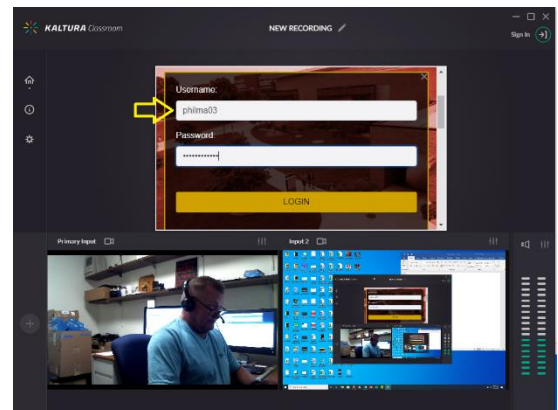 KALTURA Classroom
NEW RECORDING
Sign In
Username:
philma03
Password:
••••••••••••
LOGIN
Primary Input
Input 2